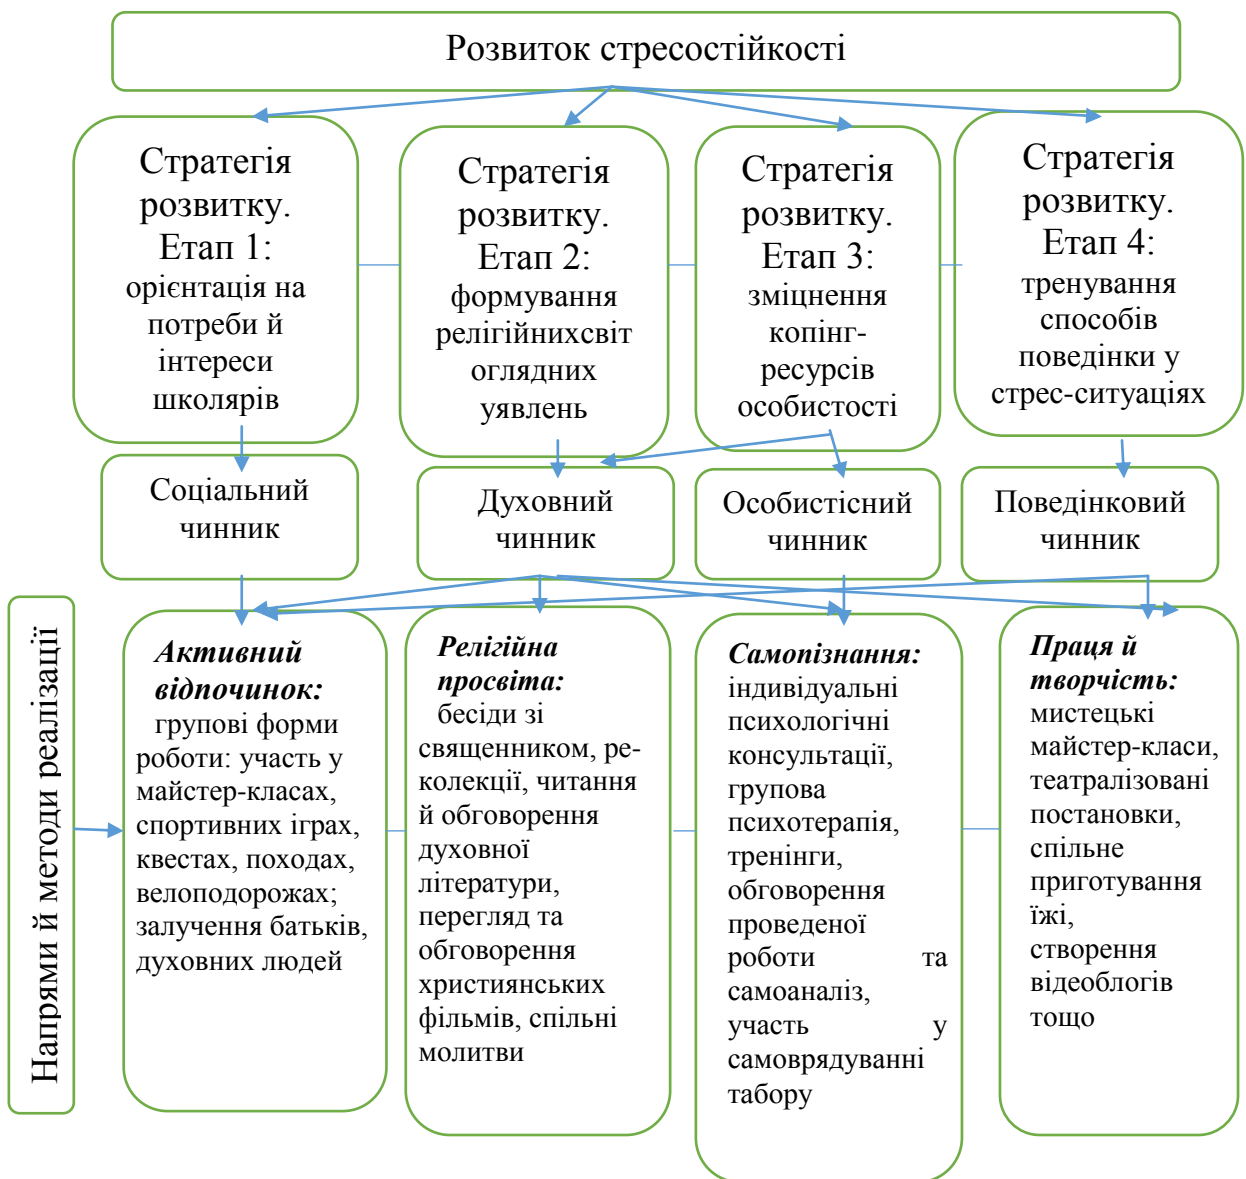 Розвиток стресостійкості
Стратегія
розвитку.
Етап 1:
орієнтація на
потреби й
інтереси
школярів
Стратегія
розвитку.
Етап 2:
формування
релігійнихсвіт
оглядних
уявлень
Стратегія
розвитку.
Етап 3:
зміцнення
копінг-
ресурсів
особистості
Стратегія
розвитку.
Етап 4:
тренування
способів
поведінки у
стрес-ситуаціях
Соціальний
чинник
Духовний
чинник
Особистісний
чинник
Поведінковий
чинник
Напрями й методи реалізації
Активний
відпочинок:
групові форми
роботи: участь у
майстер-класах,
спортивних іграх,
квестах, походах,
велоподорожах;
залучення батьків,
духовних людей
Релігійна
просвіта:
бесіди зі
священником, ре-
колекції, читання
й обговорення
духовної
літератури,
перегляд та
обговорення
християнських
фільмів, спільні
молитви
Самопізнання:
індивідуальні
психологічні
консультації,
групова
психотерапія,
тренінги,
обговорення
проведеної
роботи та
самоаналіз,
участь у
самоврядуванні
табору
Праця й
творчість:
мистецькі
майстер-класи,
театралізовані
постановки,
спільне
приготування
їжі,
створення
відеоблогів
тощо